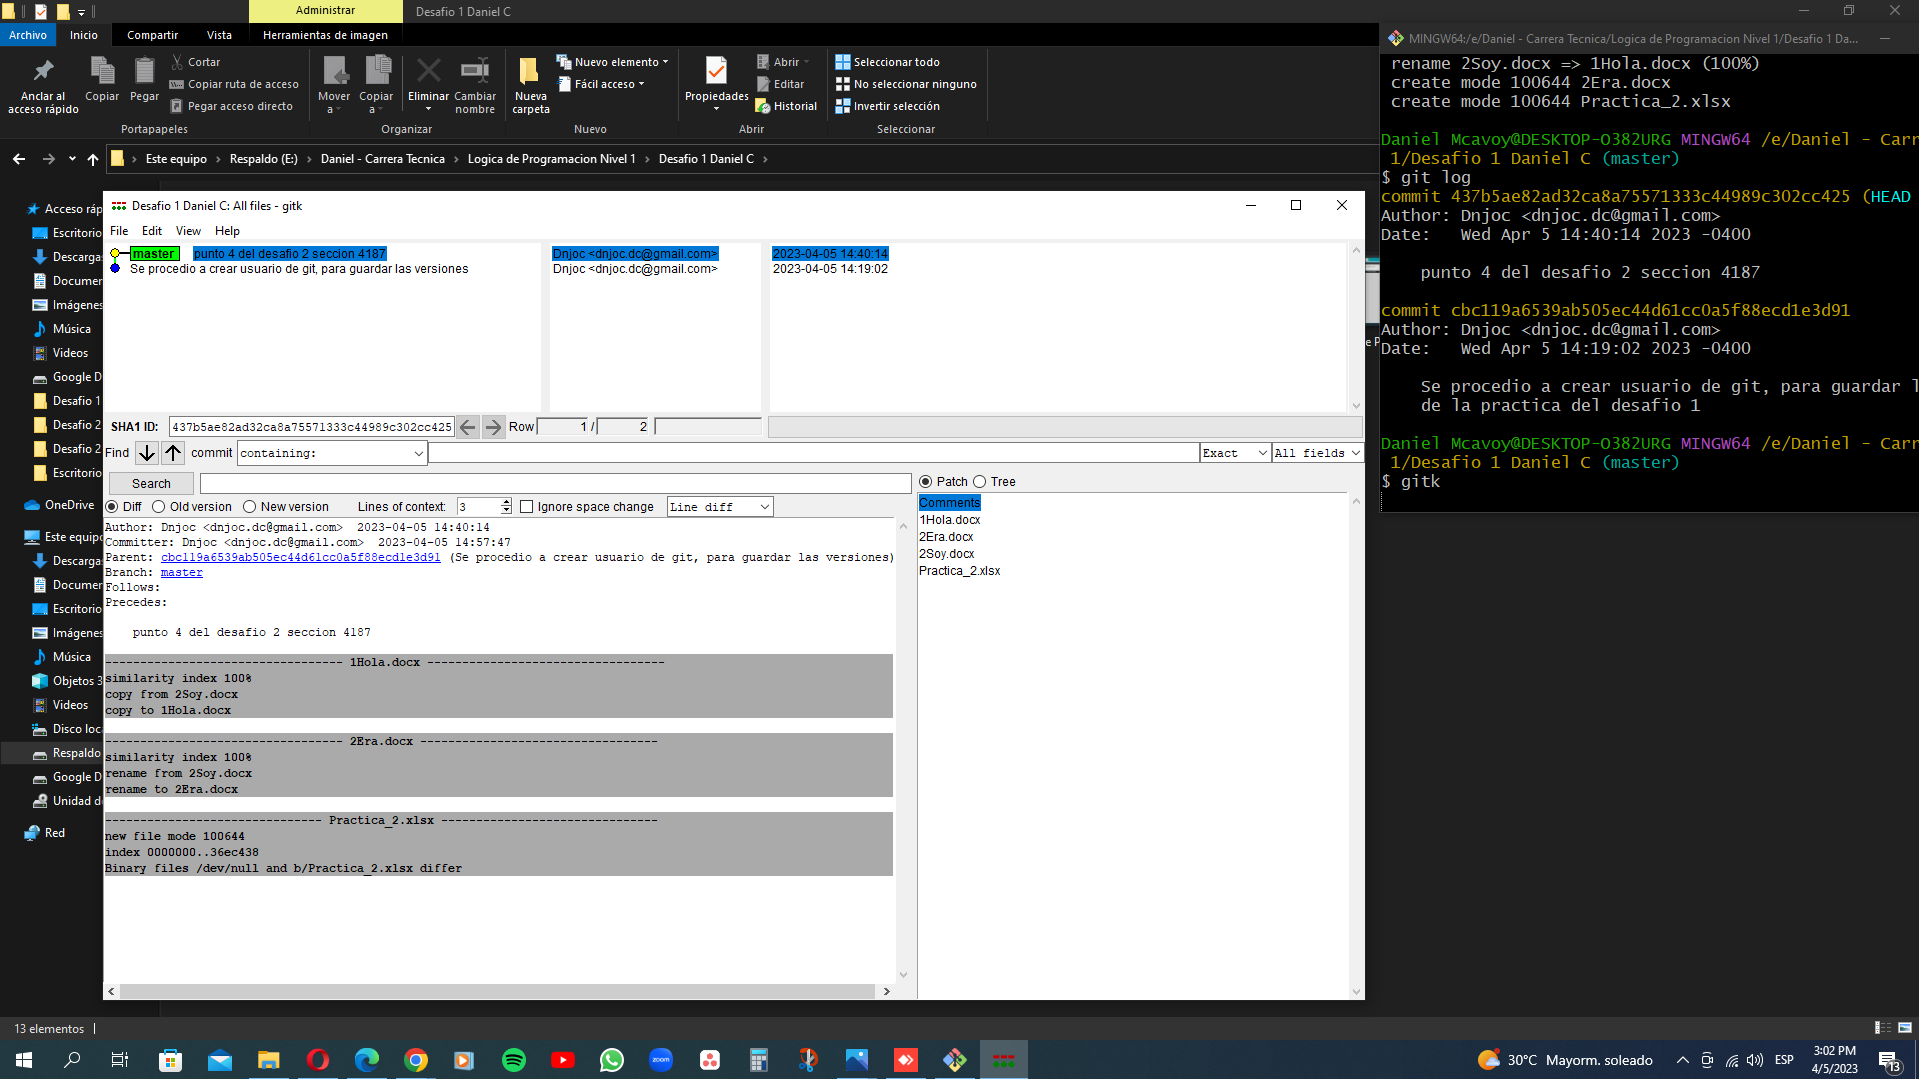 Administrar
Desafio 1 Daniel C
Archivo
Inicio
Compartir
Vista
Herramientas de imagen
Anclar al
acceso rápido
Copiar
Pegar
Cortar
Copiar ruta de acceso
Pegar acceso directo
Portapapeles
Mover
a
Copiar
a
Eliminar
Cambiar
nombre
Organizar
Nueva
carpeta
Nuevo elemento
Fácil acceso
Nuevo
Propiedades
Abrir
Editar
Historial
Abrir
Seleccionar todo
No seleccionar ninguno
Invertir selección
Seleccionar
Este equipo
Respaldo (E:)
Daniel - Carrera Tecnica
Logica de Programacion Nivel 1
Desafio 1 Daniel C
Acceso ráp
Escritorio
Descarga
Documen
Imágenes
Música
Videos
Google D
Desafio 1
Desafio 2
Desafio 2
Escritorio
OneDrive
Este equipo
Descarga
Documen
Escritorio
Imágenes
Música
Objetos 3
Videos
Disco loc
Respaldo
Google D
Unidad de
Red
13 elementos
Desafio 1 Daniel C: All files - gitk
File Edit View Help
master punto 4 del desafio 2 seccion 4187 Dnjoc <dnjoc.dc@gmail.com> 2023-04-05 14:40:14
Se procedio a crear usuario de git, para guardar las versiones Dnjoc <dnjoc.dc@gmail.com> 2023-04-05 14:19:02
SHA1 ID: 437b5ae82ad32ca8a75571333c44989c302cc425 Row 1 / 2
Find commit containing: Exact All fields
Search
Patch Tree
Diff Old version New version Lines of context: 3 Ignore space change Line diff
Author: Dnjoc <dnjoc.dc@gmail.com> 2023-04-05 14:40:14
Committer: Dnjoc <dnjoc.dc@gmail.com> 2023-04-05 14:57:47
Parent: cbc119a6539ab505ec44d61cc0a5f88ecd1e3d91 (Se procedio a crear usuario de git, para guardar las versiones)
Branch: master
Follows:
Precedes:
punto 4 del desafio 2 seccion 4187
---------------------------------- 1Hola.docx ----------------------------------
similarity index 100%
copy from 2Soy.docx
copy to 1Hola.docx
---------------------------------- 2Era.docx ----------------------------------
similarity index 100%
rename from 2Soy.docx
rename to 2Era.docx
------------------------------- Practica_2.xlsx -------------------------------
new file mode 100644
index 0000000..36ec438
Binary files /dev/null and b/Practica_2.xlsx differ
Comments
1Hola.docx
2Era.docx
2Soy.docx
Practica_2.xlsx
e P
MINGW64:/e/Daniel - Carrera Tecnica/Logica de Programacion Nivel 1/Desafio 1 Da...
rename 2Soy.docx => 1Hola.docx (100%)
create mode 100644 2Era.docx
create mode 100644 Practica_2.xlsx
Daniel Mcavoy@DESKTOP-O382URG MINGW64 /e/Daniel - Carr
1/Desafio 1 Daniel C (master)
$ git log
commit 437b5ae82ad32ca8a75571333c44989c302cc425 (HEAD
Author: Dnjoc <dnjoc.dc@gmail.com>
Date: Wed Apr 5 14:40:14 2023 -0400
punto 4 del desafio 2 seccion 4187
commit cbc119a6539ab505ec44d61cc0a5f88ecd1e3d91
Author: Dnjoc <dnjoc.dc@gmail.com>
Date: Wed Apr 5 14:19:02 2023 -0400
Se procedio a crear usuario de git, para guardar l
de la practica del desafio 1
Daniel Mcavoy@DESKTOP-O382URG MINGW64 /e/Daniel - Carr
1/Desafio 1 Daniel C (master)
$ gitk
zoom
30°C Mayorm. soleado
ESP
3:02 PM
4/5/2023
13